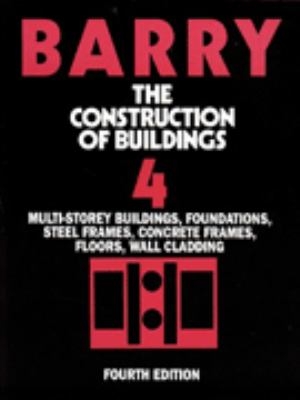 BARRY
THE
CONSTRUCTION
OF BUILDINGS
4
MULTI-STOREY BUILDINGS, FOUNDATIONS,
STEEL FRAMES, CONCRETE FRAMES,
FLOORS, WALL CLADDING
FOURTH EDITION